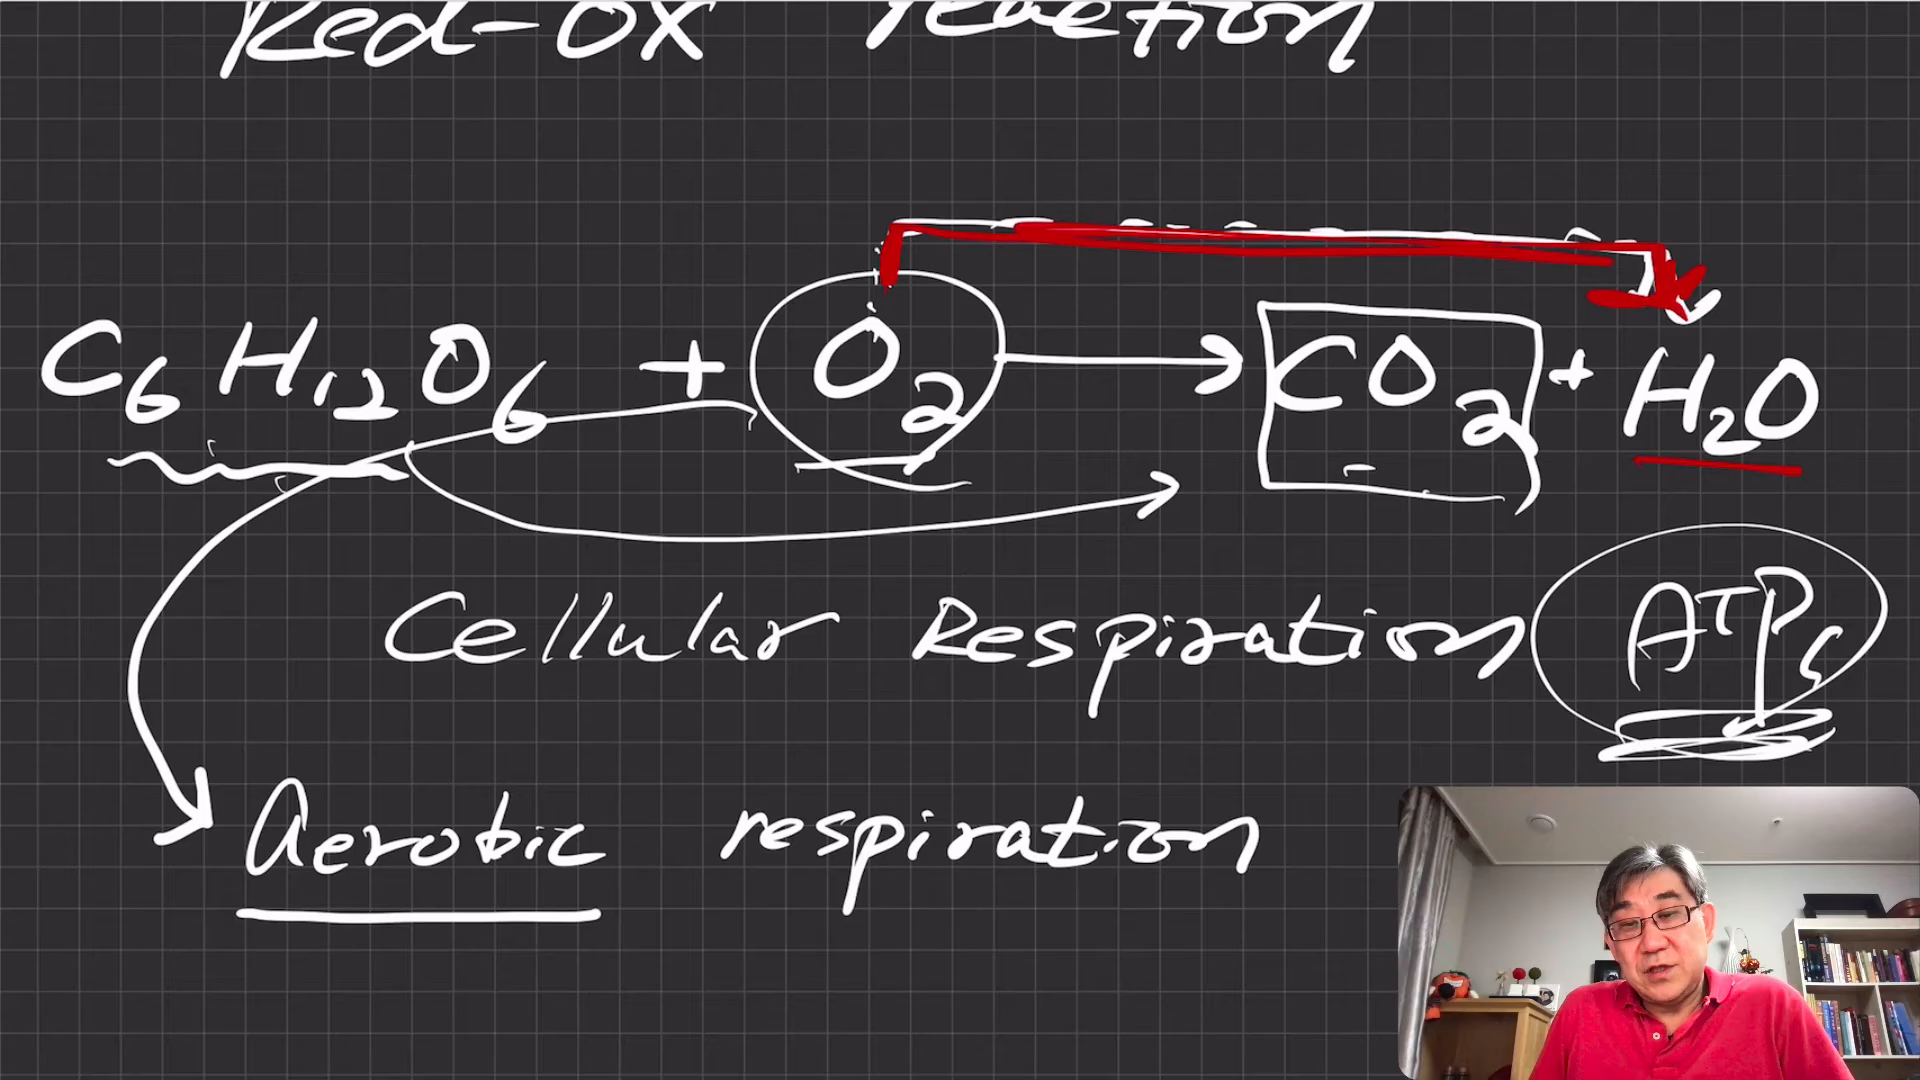 Red-OX reaction
C₆H₁₂O₆ + O₂ → CO₂ + H₂O
Cellular Respiration ATPs
Aerobic respiration